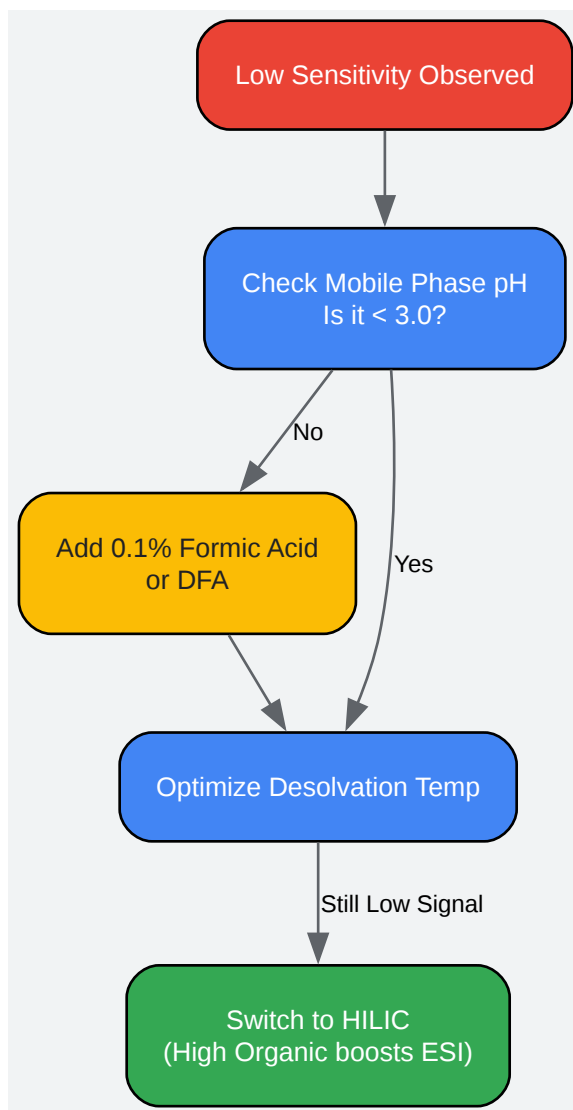 Low Sensitivity Observed
Check Mobile Phase pH
Is it < 3.0?
No
Add 0.1% Formic Acid
or DFA
Yes
Optimize Desolvation Temp
Still Low Signal
Switch to HILIC
(High Organic boosts ESI)